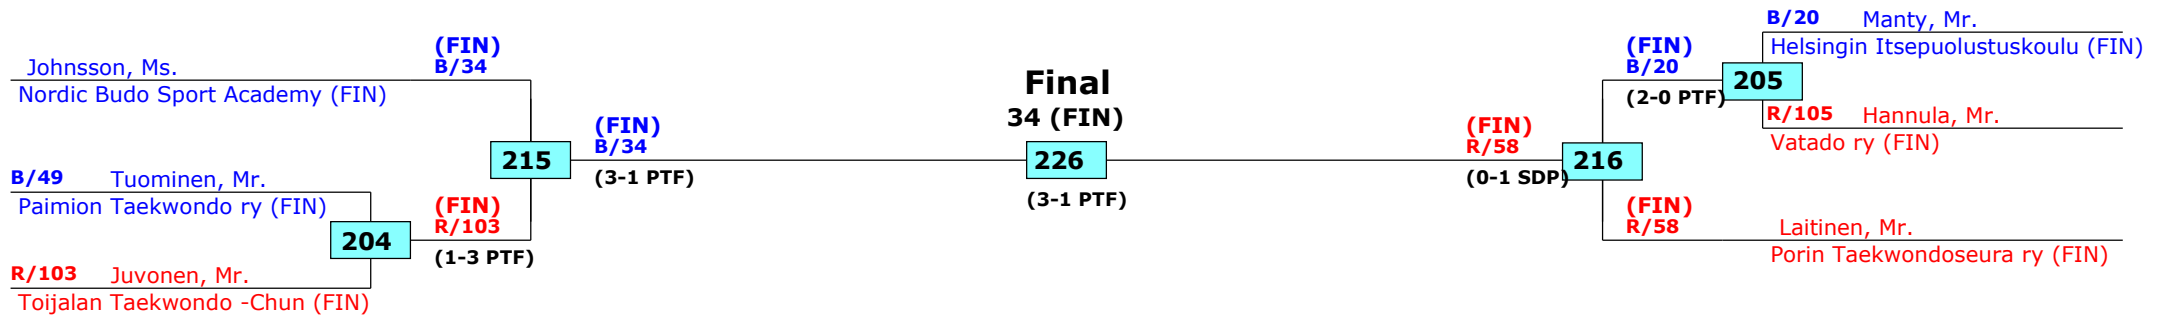 Johnsson, Ms.
Nordic Budo Sport Academy (FIN)
(FIN)
B/34
B/49 Tuominen, Mr.
Paimion Taekwondo ry (FIN)
204
R/103 Juvonen, Mr.
Toijalan Taekwondo -Chun (FIN)
(FIN)
R/103
(1-3 PTF)
215
(FIN)
B/34
(3-1 PTF)
Final
34 (FIN)
226
(3-1 PTF)
(FIN)
R/58
(0-1 SDP)
216
(FIN)
B/20
(2-0 PTF)
205
B/20 Manty, Mr.
Helsingin Itsepuolustuskoulu (FIN)
R/105 Hannula, Mr.
Vatado ry (FIN)
(FIN)
R/58
Laitinen, Mr.
Porin Taekwondoseura ry (FIN)